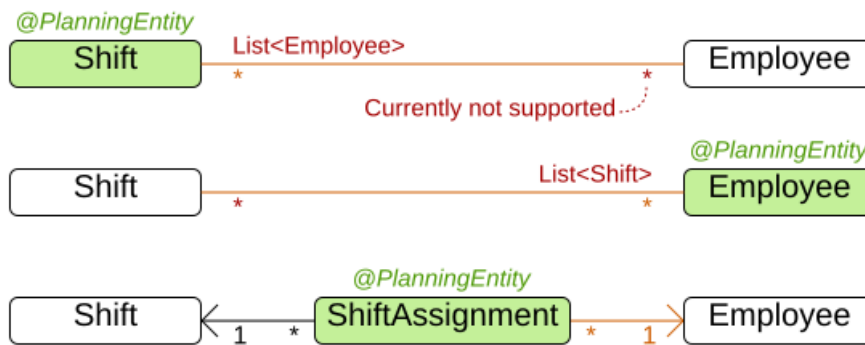 @PlanningEntity
Shift List<Employee> Employee
* *
Currently not supported
@PlanningEntity
Shift List<Shift> Employee
* *
@PlanningEntity
Shift ShiftAssignment Employee
1 * * 1